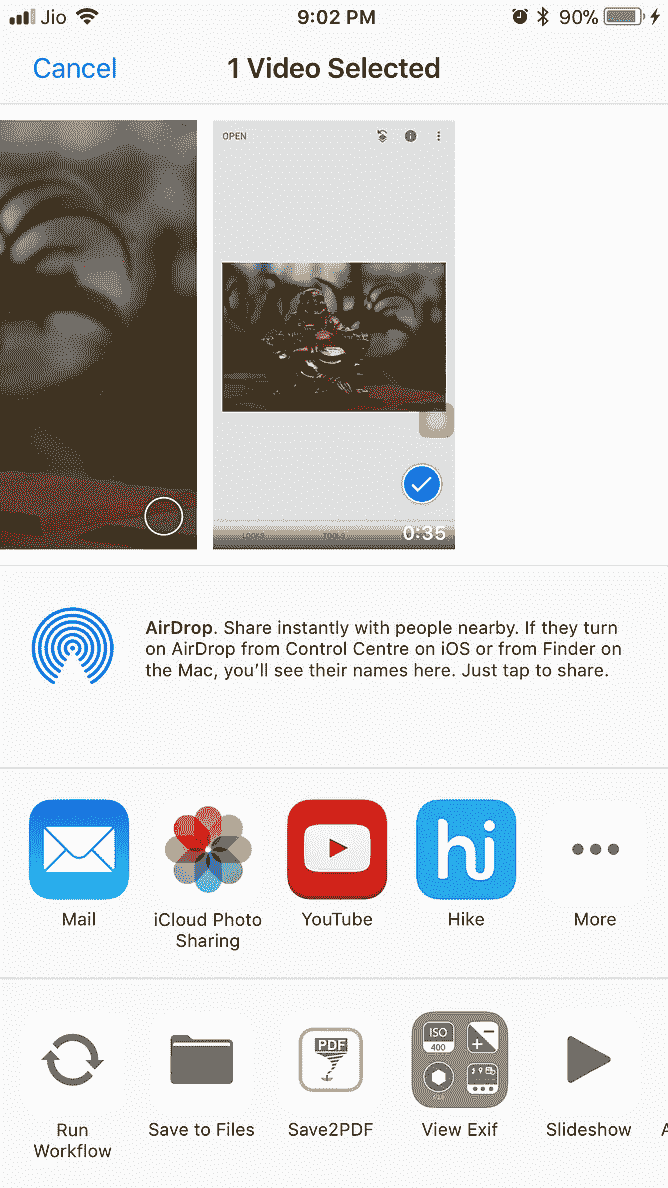 Jio 9:02 PM 90%
Cancel 1 Video Selected
OPEN
LOOKS TOOLS 0:35
AirDrop. Share instantly with people nearby. If they turn
on AirDrop from Control Centre on iOS or from Finder on
the Mac, you'll see their names here. Just tap to share.
hi
Mail iCloud Photo YouTube Hike More
Sharing
ISO
400
PDF
Run Save to Files Save2PDF View Exif Slideshow A
Workflow